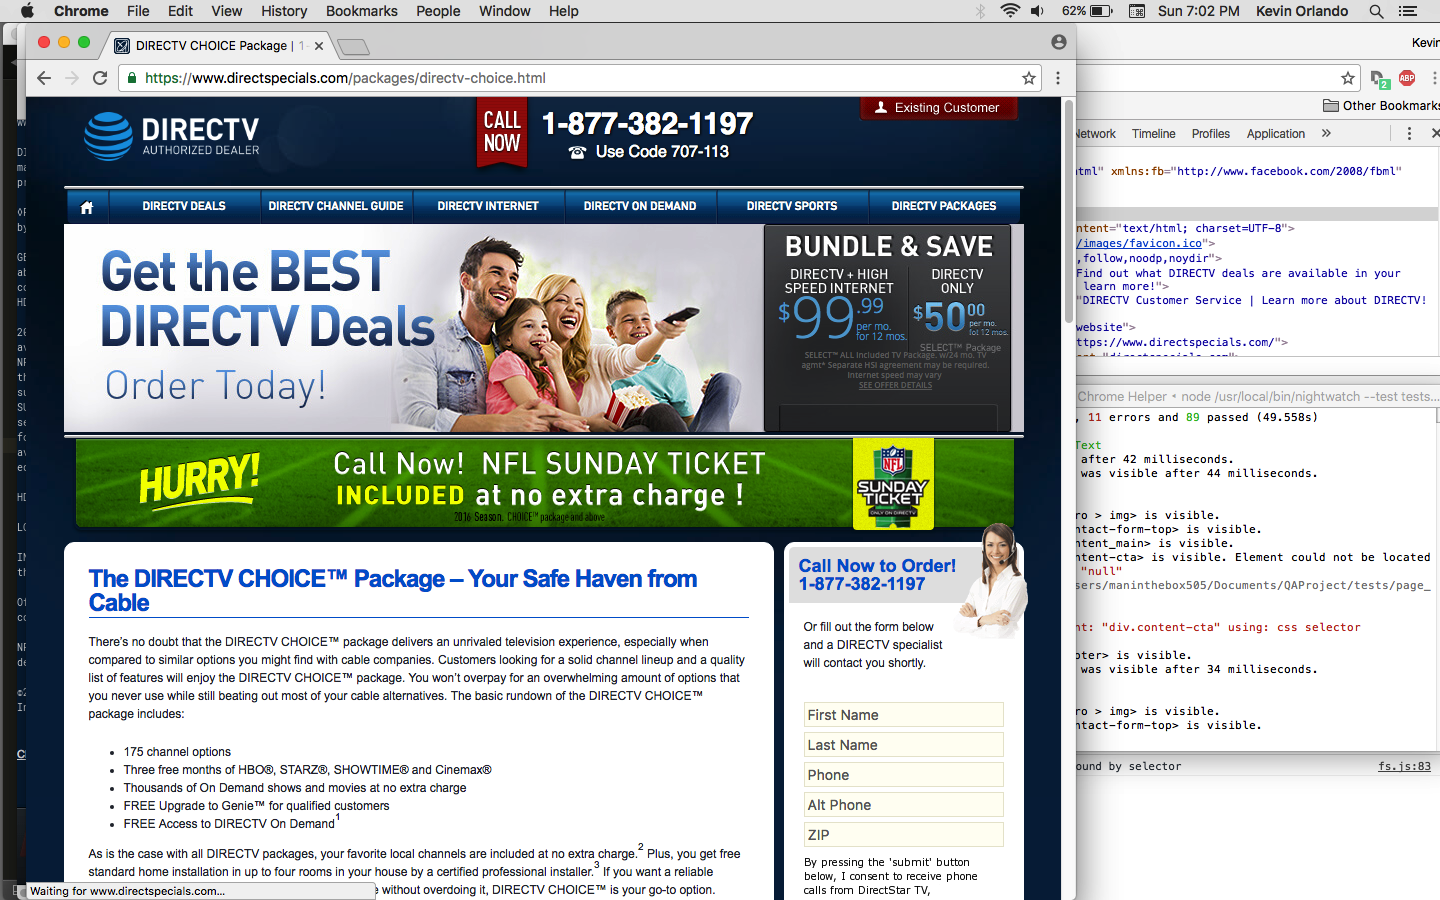 Chrome File Edit View History Bookmarks People Window Help
62% Sun 7:02 PM Kevin Orlando
DIRECTV CHOICE Package | 1-
https://www.directspecials.com/packages/directv-choice.html
DIRECTV
AUTHORIZED DEALER
CALL
NOW
1-877-382-1197
Use Code 707-113
Existing Customer
DIRECTV DEALS DIRECTV CHANNEL GUIDE DIRECTV INTERNET DIRECTV ON DEMAND DIRECTV SPORTS DIRECTV PACKAGES
Get the BEST
DIRECTV Deals
Order Today!
BUNDLE & SAVE
DIRECTV + HIGH
SPEED INTERNET
$99.99
per mo.
for 12 mos.
DIRECTV
ONLY
$50.00
per mo.
for 12 mos.
SELECT™ Package
SELECT™ ALL Included TV Package. w/24 mo. TV
agmt* Separate HSI agreement may be required.
Internet speed may vary
SEE OFFER DETAILS
HURRY!
Call Now! NFL SUNDAY TICKET
INCLUDED at no extra charge !
2016 Season. CHOICE™ package and above
NFL
SUNDAY
TICKET
ONLY ON DIRECTV
The DIRECTV CHOICE™ Package – Your Safe Haven from
Cable
There's no doubt that the DIRECTV CHOICE™ package delivers an unrivaled television experience, especially when
compared to similar options you might find with cable companies. Customers looking for a solid channel lineup and a quality
list of features will enjoy the DIRECTV CHOICE™ package. You won't overpay for an overwhelming amount of options that
you never use while still beating out most of your cable alternatives. The basic rundown of the DIRECTV CHOICE™
package includes:
• 175 channel options
• Three free months of HBO®, STARZ®, SHOWTIME® and Cinemax®
• Thousands of On Demand shows and movies at no extra charge
• FREE Upgrade to Genie™ for qualified customers
• FREE Access to DIRECTV On Demand1
As is the case with all DIRECTV packages, your favorite local channels are included at no extra charge.2 Plus, you get free
standard home installation in up to four rooms in your house by a certified professional installer.3 If you want a reliable
e without overdoing it, DIRECTV CHOICE™ is your go-to option.
Waiting for www.directspecials.com...
Call Now to Order!
1-877-382-1197
Or fill out the form below
and a DIRECTV specialist
will contact you shortly.
First Name
Last Name
Phone
Alt Phone
ZIP
By pressing the 'submit' button
below, I consent to receive phone
calls from DirectStar TV,
Kevin
2
ABP
Other Bookmarks
Network Timeline Profiles Application »
html" xmlns:fb="http://www.facebook.com/2008/fbml"
ontent="text/html; charset=UTF-8">
/images/favicon.ico">
,follow,noodp,noydir">
Find out what DIRECTV deals are available in your
learn more!">
"DIRECTV Customer Service | Learn more about DIRECTV!
website">
ttps://www.directspecials.com/">
Chrome Helper • node /usr/local/bin/nightwatch --test tests...
, 11 errors and 89 passed (49.558s)
Text
after 42 milliseconds.
was visible after 44 milliseconds.
ro > img> is visible.
ntact-form-top> is visible.
ntent_main> is visible.
ntent-cta> is visible. Element could not be located
"null"
sers/maninthebox505/Documents/QAProject/tests/page_
nt: "div.content-cta" using: css selector
oter> is visible.
was visible after 34 milliseconds.
ro > img> is visible.
ntact-form-top> is visible.
ound by selector fs.js:83